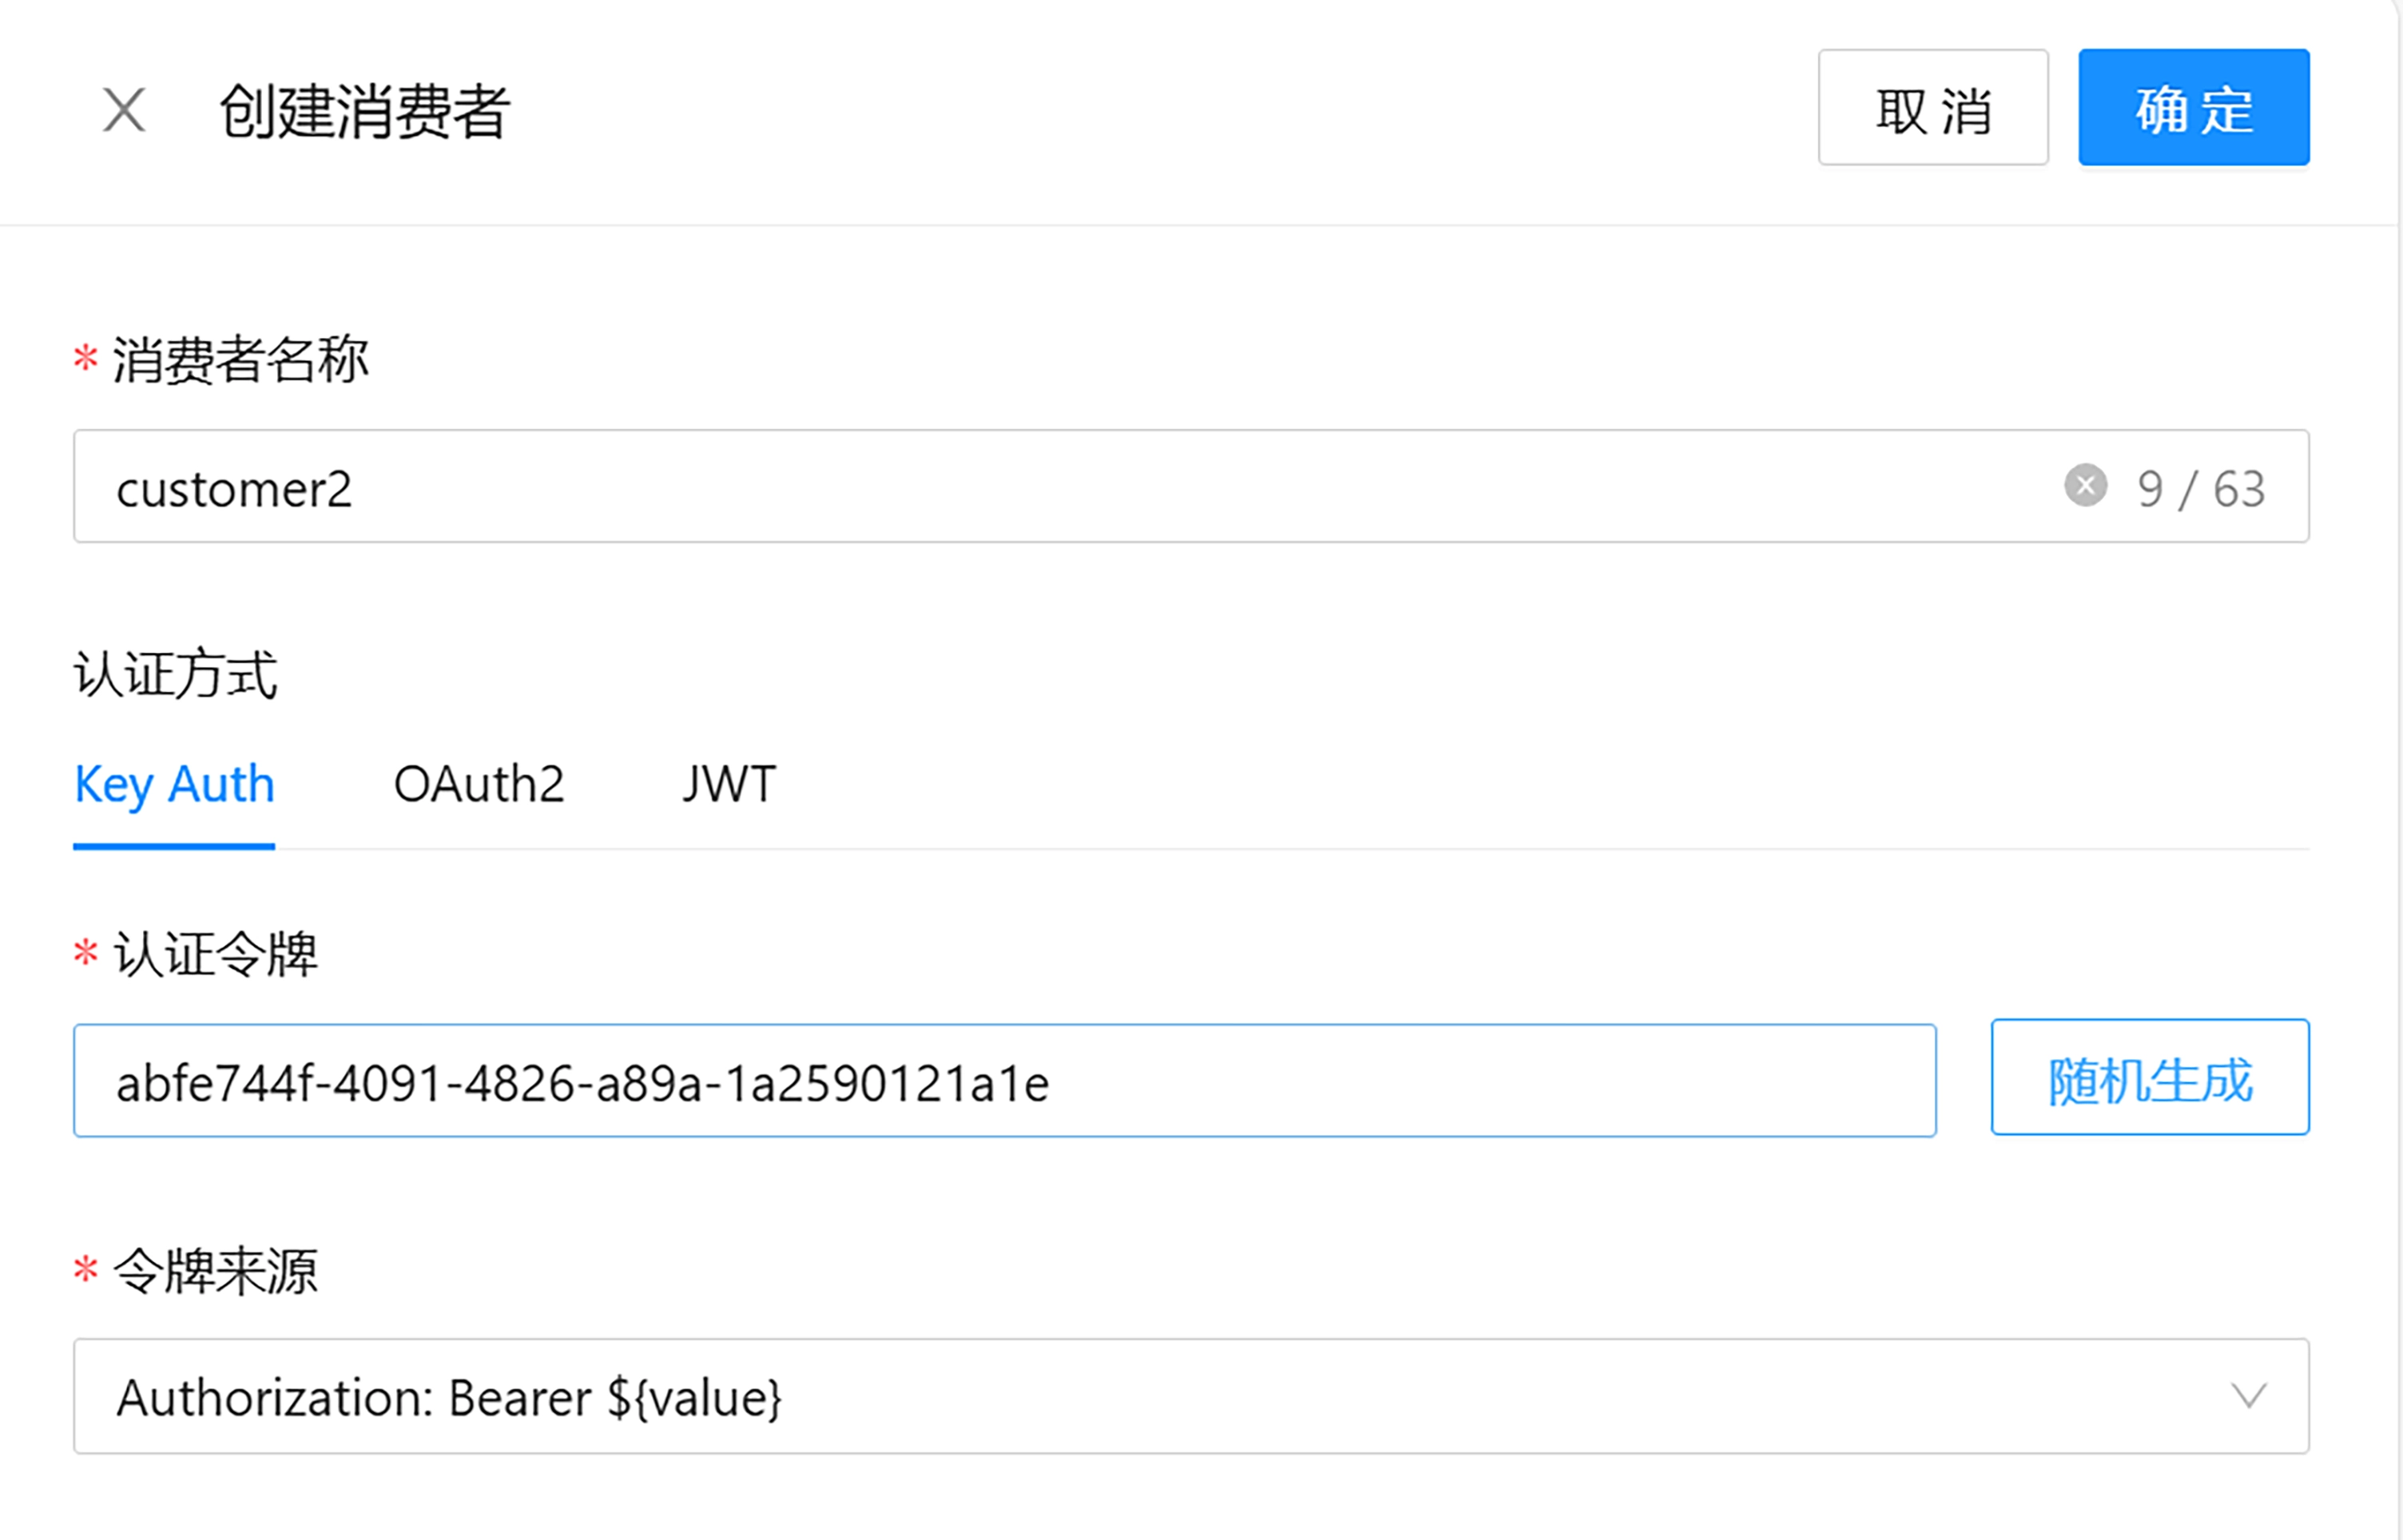 创建消费者
取 消
确 定
* 消费者名称
customer2
9 / 63
认证方式
Key Auth
OAuth2
JWT
* 认证令牌
abfe744f-4091-4826-a89a-1a2590121a1e
随机生成
* 令牌来源
Authorization: Bearer ${value}